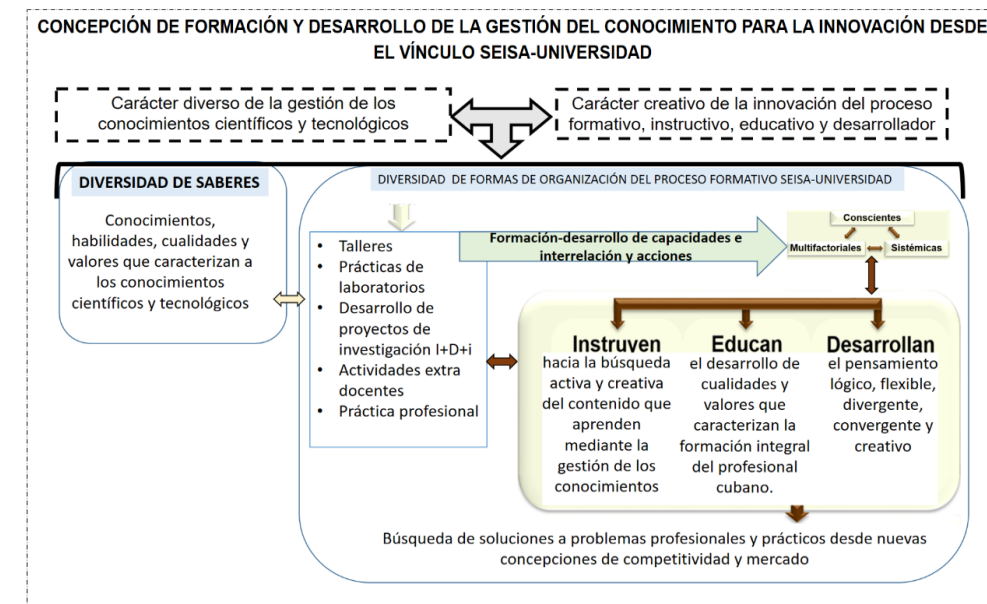 CONCEPCIÓN DE FORMACIÓN Y DESARROLLO DE LA GESTIÓN DEL CONOCIMIENTO PARA LA INNOVACIÓN DESDE
EL VÍNCULO SEISA-UNIVERSIDAD
Carácter diverso de la gestión de los
conocimientos científicos y tecnológicos
Carácter creativo de la innovación del proceso
formativo, instructivo, educativo y desarrollador
DIVERSIDAD DE SABERES
Conocimientos,
habilidades, cualidades y
valores que caracterizan a
los conocimientos
científicos y tecnológicos
DIVERSIDAD DE FORMAS DE ORGANIZACIÓN DEL PROCESO FORMATIVO SEISA-UNIVERSIDAD
• Talleres
• Prácticas de
laboratorios
• Desarrollo de
proyectos de
investigación I+D+i
• Actividades extra
docentes
• Práctica profesional
Formación-desarrollo de capacidades e
interrelación y acciones
Conscientes
Multifactoriales
Sistémicas
Instruyen
hacia la búsqueda
activa y creativa
del contenido que
aprenden
mediante la
gestión de los
conocimientos
Educan
el desarrollo de
cualidades y
valores que
caracterizan la
formación integral
del profesional
cubano.
Desarrollan
el pensamiento
lógico, flexible,
divergente,
convergente y
creativo
Búsqueda de soluciones a problemas profesionales y prácticos desde nuevas
concepciones de competitividad y mercado